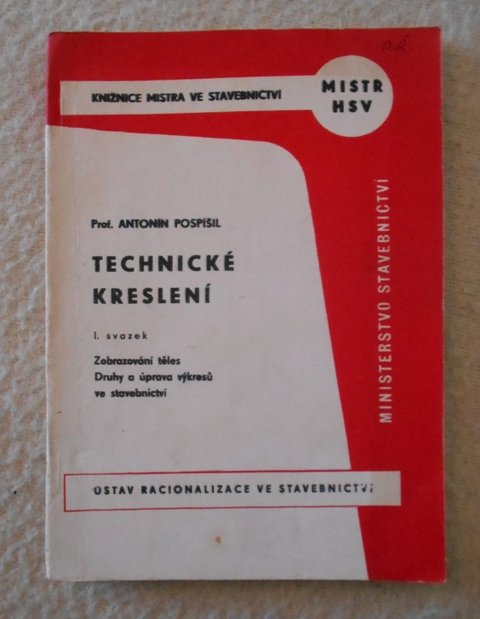 KNIŽNICE MISTRA VE STAVEBNICTVÍ
MISTR
HSV
Prof. ANTONÍN POSPÍŠIL
TECHNICKÉ
KRESLENÍ
I. svazek
Zobrazování těles
Druhy a úprava výkresů
ve stavebnictví
MINISTERSTVO STAVEBNICTVÍ
ÚSTAV RACIONALIZACE VE STAVEBNICTVÍ